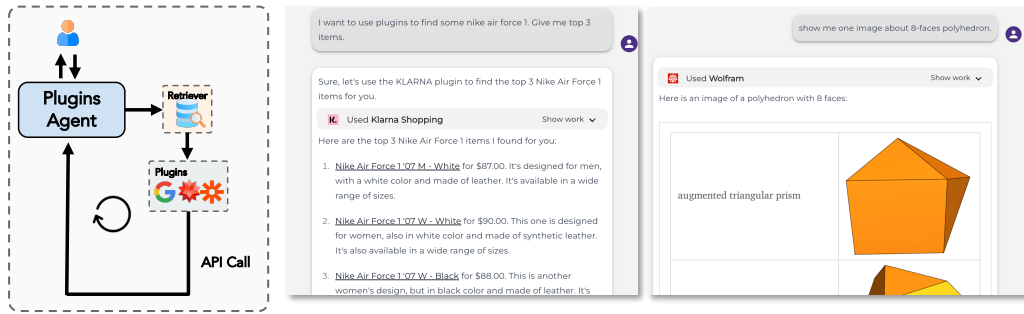 Plugins
Agent
Retriever
Plugins
API Call
I want to use plugins to find some nike air force 1. Give me top 3
items.
Sure, let's use the KLARNA plugin to find the top 3 Nike Air Force 1
items for you.
K. Used Klarna Shopping Show work
Here are the top 3 Nike Air Force 1 items I found for you:
1. Nike Air Force 1 '07 M - White for $87.00. It's designed for men,
with a white color and made of leather. It's available in a wide
range of sizes.
2. Nike Air Force 1 '07 W - White for $90.00. This one is designed
for women, also in white color and made of synthetic leather.
It's also available in a wide range of sizes.
3. Nike Air Force 1 '07 W - Black for $88.00. This is another
women's design, but in black color and made of leather. It's
show me one image about 8-faces polyhedron.
Used Wolfram Show work
Here is an image of a polyhedron with 8 faces:
augmented triangular prism